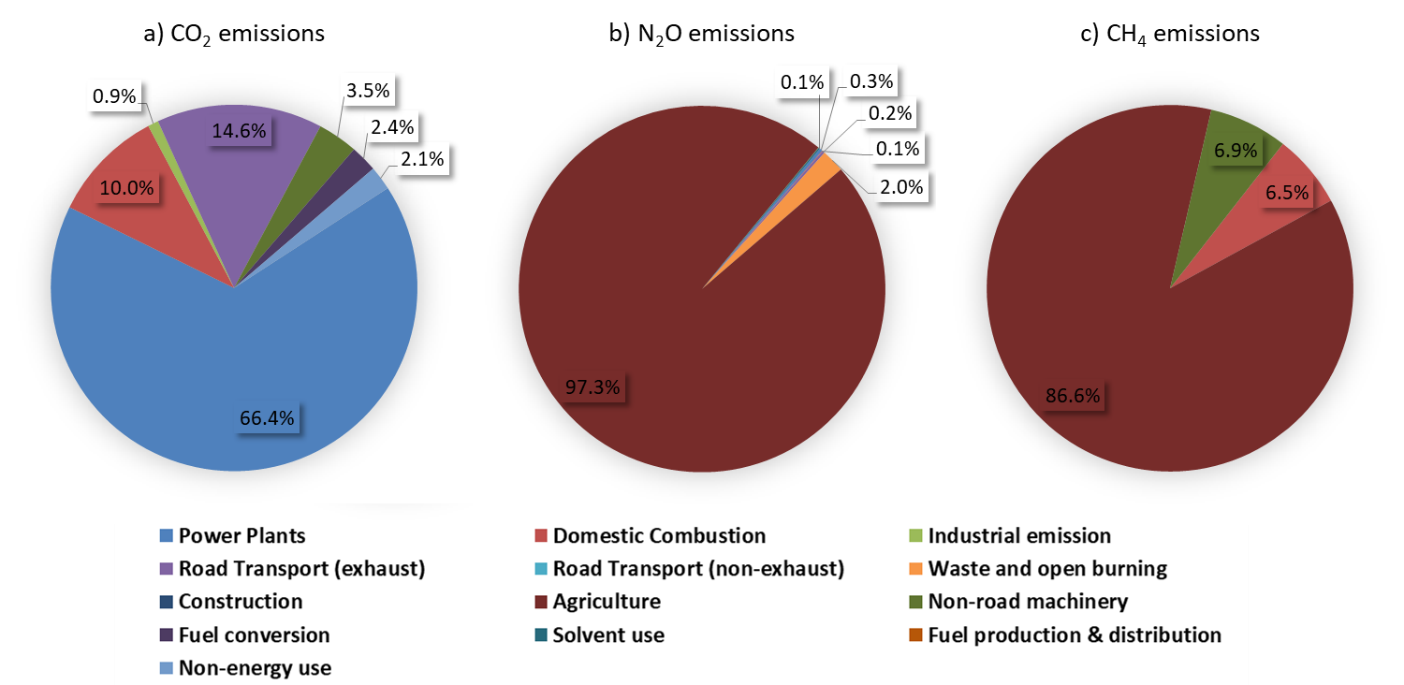 a) CO₂ emissions
b) N₂O emissions
c) CH₄ emissions
0.9%
14.6%
3.5%
2.4%
2.1%
10.0%
66.4%
0.1%
0.3%
0.2%
0.1%
2.0%
97.3%
6.9%
6.5%
86.6%
Power Plants
Domestic Combustion
Industrial emission
Road Transport (exhaust)
Road Transport (non-exhaust)
Waste and open burning
Construction
Agriculture
Non-road machinery
Fuel conversion
Solvent use
Fuel production & distribution
Non-energy use